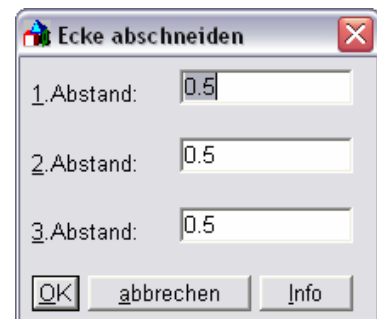 Ecke abschneiden
1.Abstand: 0.5
2.Abstand: 0.5
3.Abstand: 0.5
OK abbrechen Info